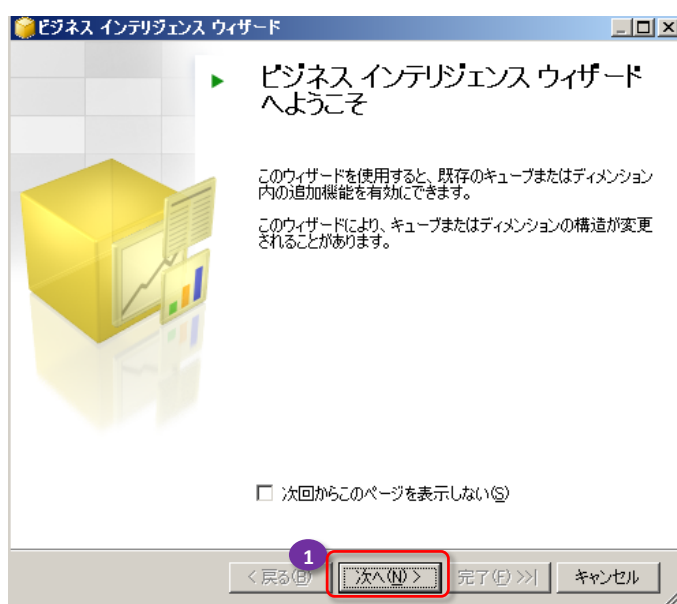 ビジネス インテリジェンス ウィザード
ビジネス インテリジェンス ウィザード
へようこそ
このウィザードを使用すると、既存のキューブまたはディメンション
内の追加機能を有効にできます。
このウィザードにより、キューブまたはディメンションの構造が変更
されることがあります。
次回からこのページを表示しない(S)
1
< 戻る(B) 次へ(N) > 完了(F) >>| キャンセル